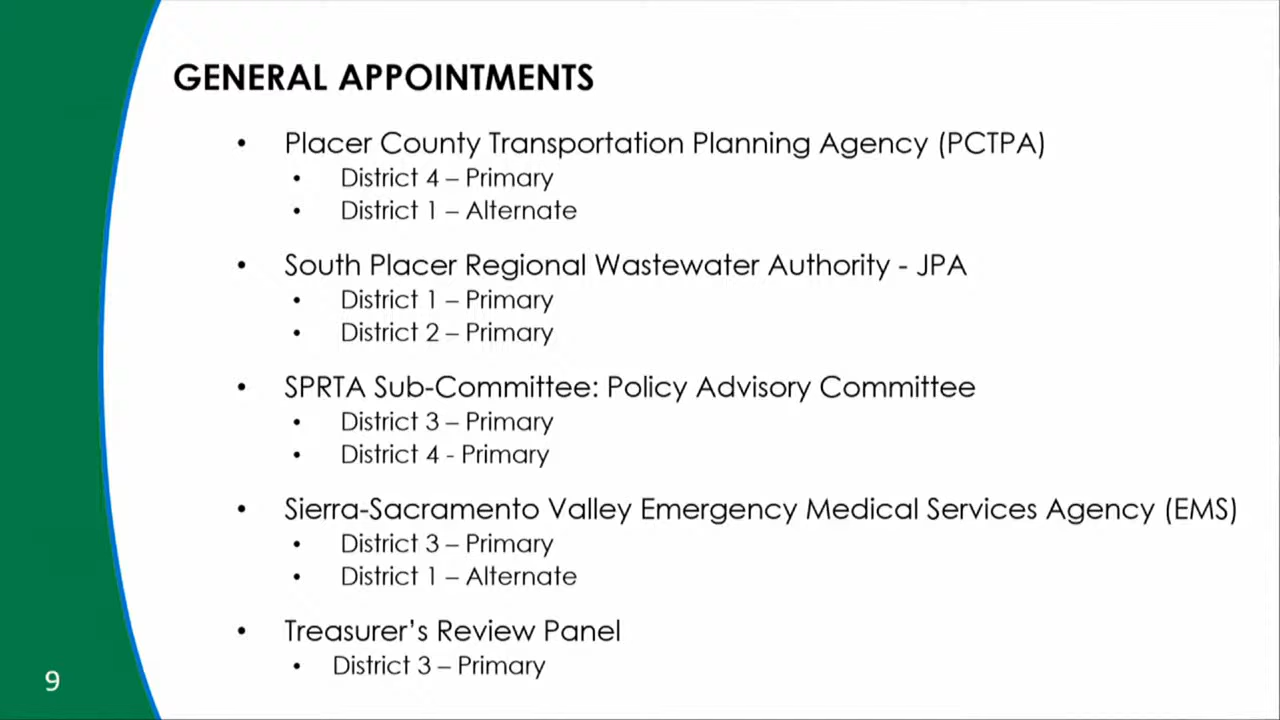 GENERAL APPOINTMENTS
• Placer County Transportation Planning Agency (PCTPA)
• District 4 – Primary
• District 1 – Alternate
• South Placer Regional Wastewater Authority - JPA
• District 1 – Primary
• District 2 – Primary
• SPRTA Sub-Committee: Policy Advisory Committee
• District 3 – Primary
• District 4 - Primary
• Sierra-Sacramento Valley Emergency Medical Services Agency (EMS)
• District 3 – Primary
• District 1 – Alternate
• Treasurer’s Review Panel
• District 3 – Primary
9